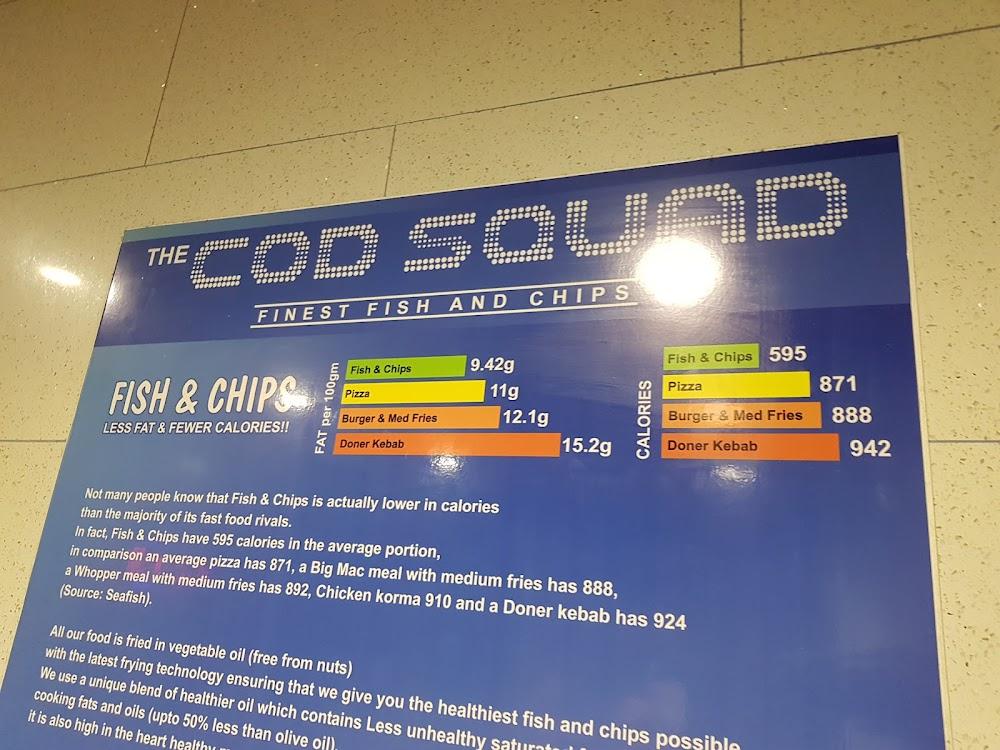 THE COD SQUAD
FINEST FISH AND CHIPS
FISH & CHIPS
LESS FAT & FEWER CALORIES!!
FAT per 100gm
Fish & Chips 9.42g
Pizza 11g
Burger & Med Fries 12.1g
Doner Kebab 15.2g
CALORIES
Fish & Chips 595
Pizza 871
Burger & Med Fries 888
Doner Kebab 942
Not many people know that Fish & Chips is actually lower in calories
than the majority of its fast food rivals.
In fact, Fish & Chips have 595 calories in the average portion,
in comparison an average pizza has 871, a Big Mac meal with medium fries has 888,
a Whopper meal with medium fries has 892, Chicken korma 910 and a Doner kebab has 924
(Source: Seafish).
All our food is fried in vegetable oil (free from nuts)
with the latest frying technology ensuring that we give you the healthiest fish and chips possible
We use a unique blend of healthier oil which contains Less unhealthy
cooking fats and oils (upto 50% less than olive oil).
it is also high in the heart healthy